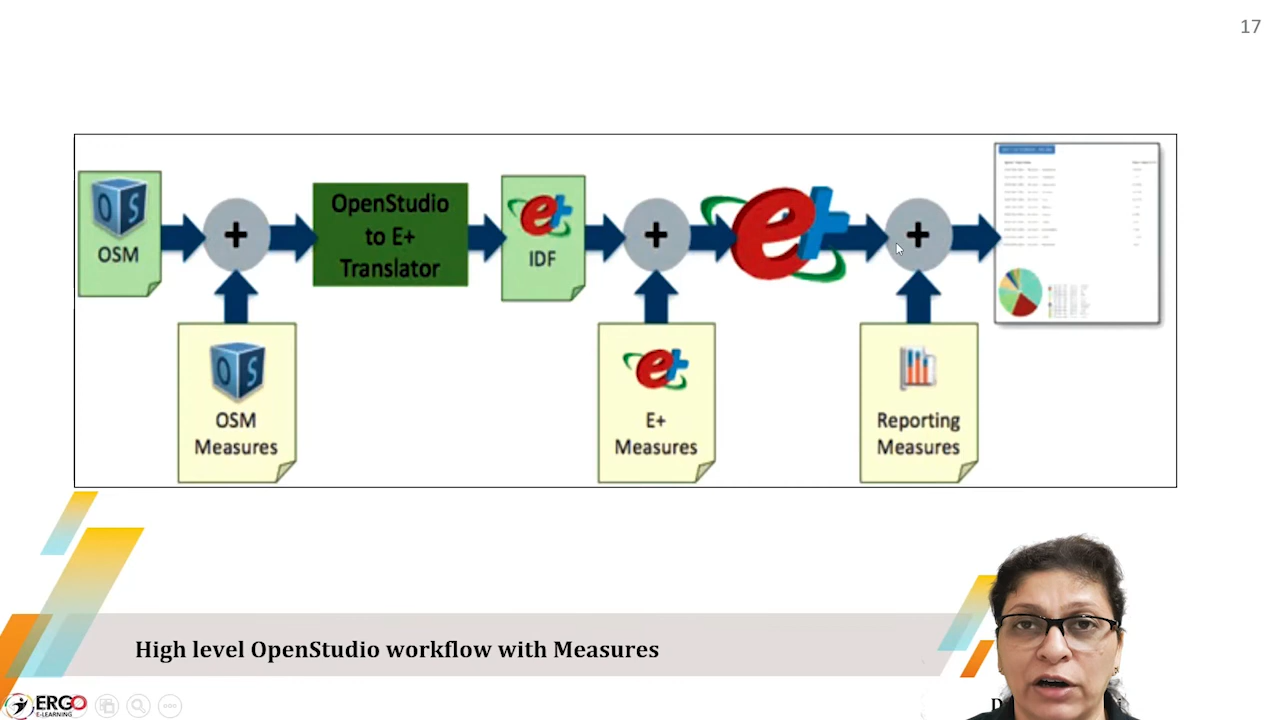 17
OS
OSM
+
OpenStudio
to E+
Translator
e+
IDF
+
e+
+
OS
OSM
Measures
e+
E+
Measures
Reporting
Measures
High level OpenStudio workflow with Measures
ERGO
E-LEARNING